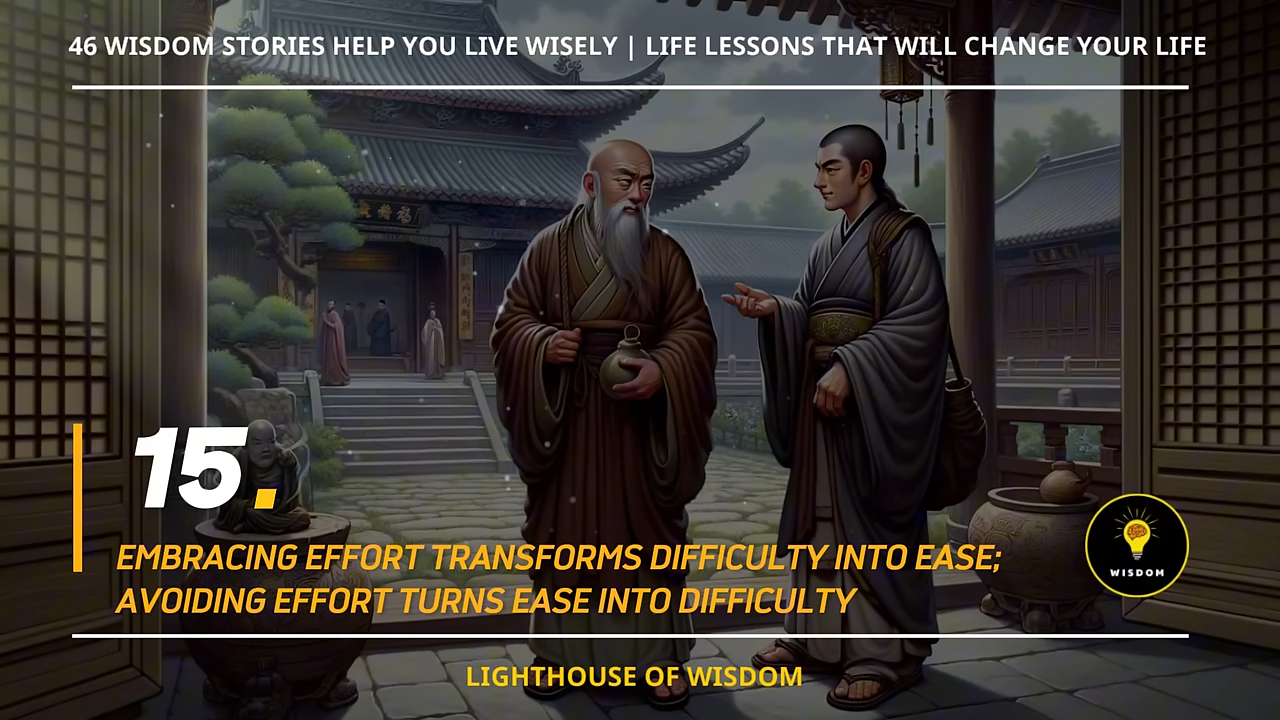 46 WISDOM STORIES HELP YOU LIVE WISELY | LIFE LESSONS THAT WILL CHANGE YOUR LIFE
15.
EMBRACING EFFORT TRANSFORMS DIFFICULTY INTO EASE;
AVOIDING EFFORT TURNS EASE INTO DIFFICULTY
WISDOM
LIGHTHOUSE OF WISDOM